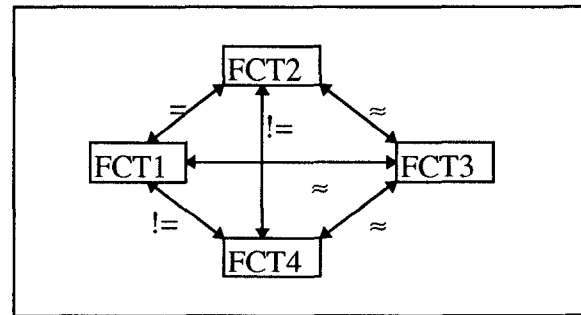 FCT2
= != ≈
FCT1 FCT3
≈
!= ≈
FCT4